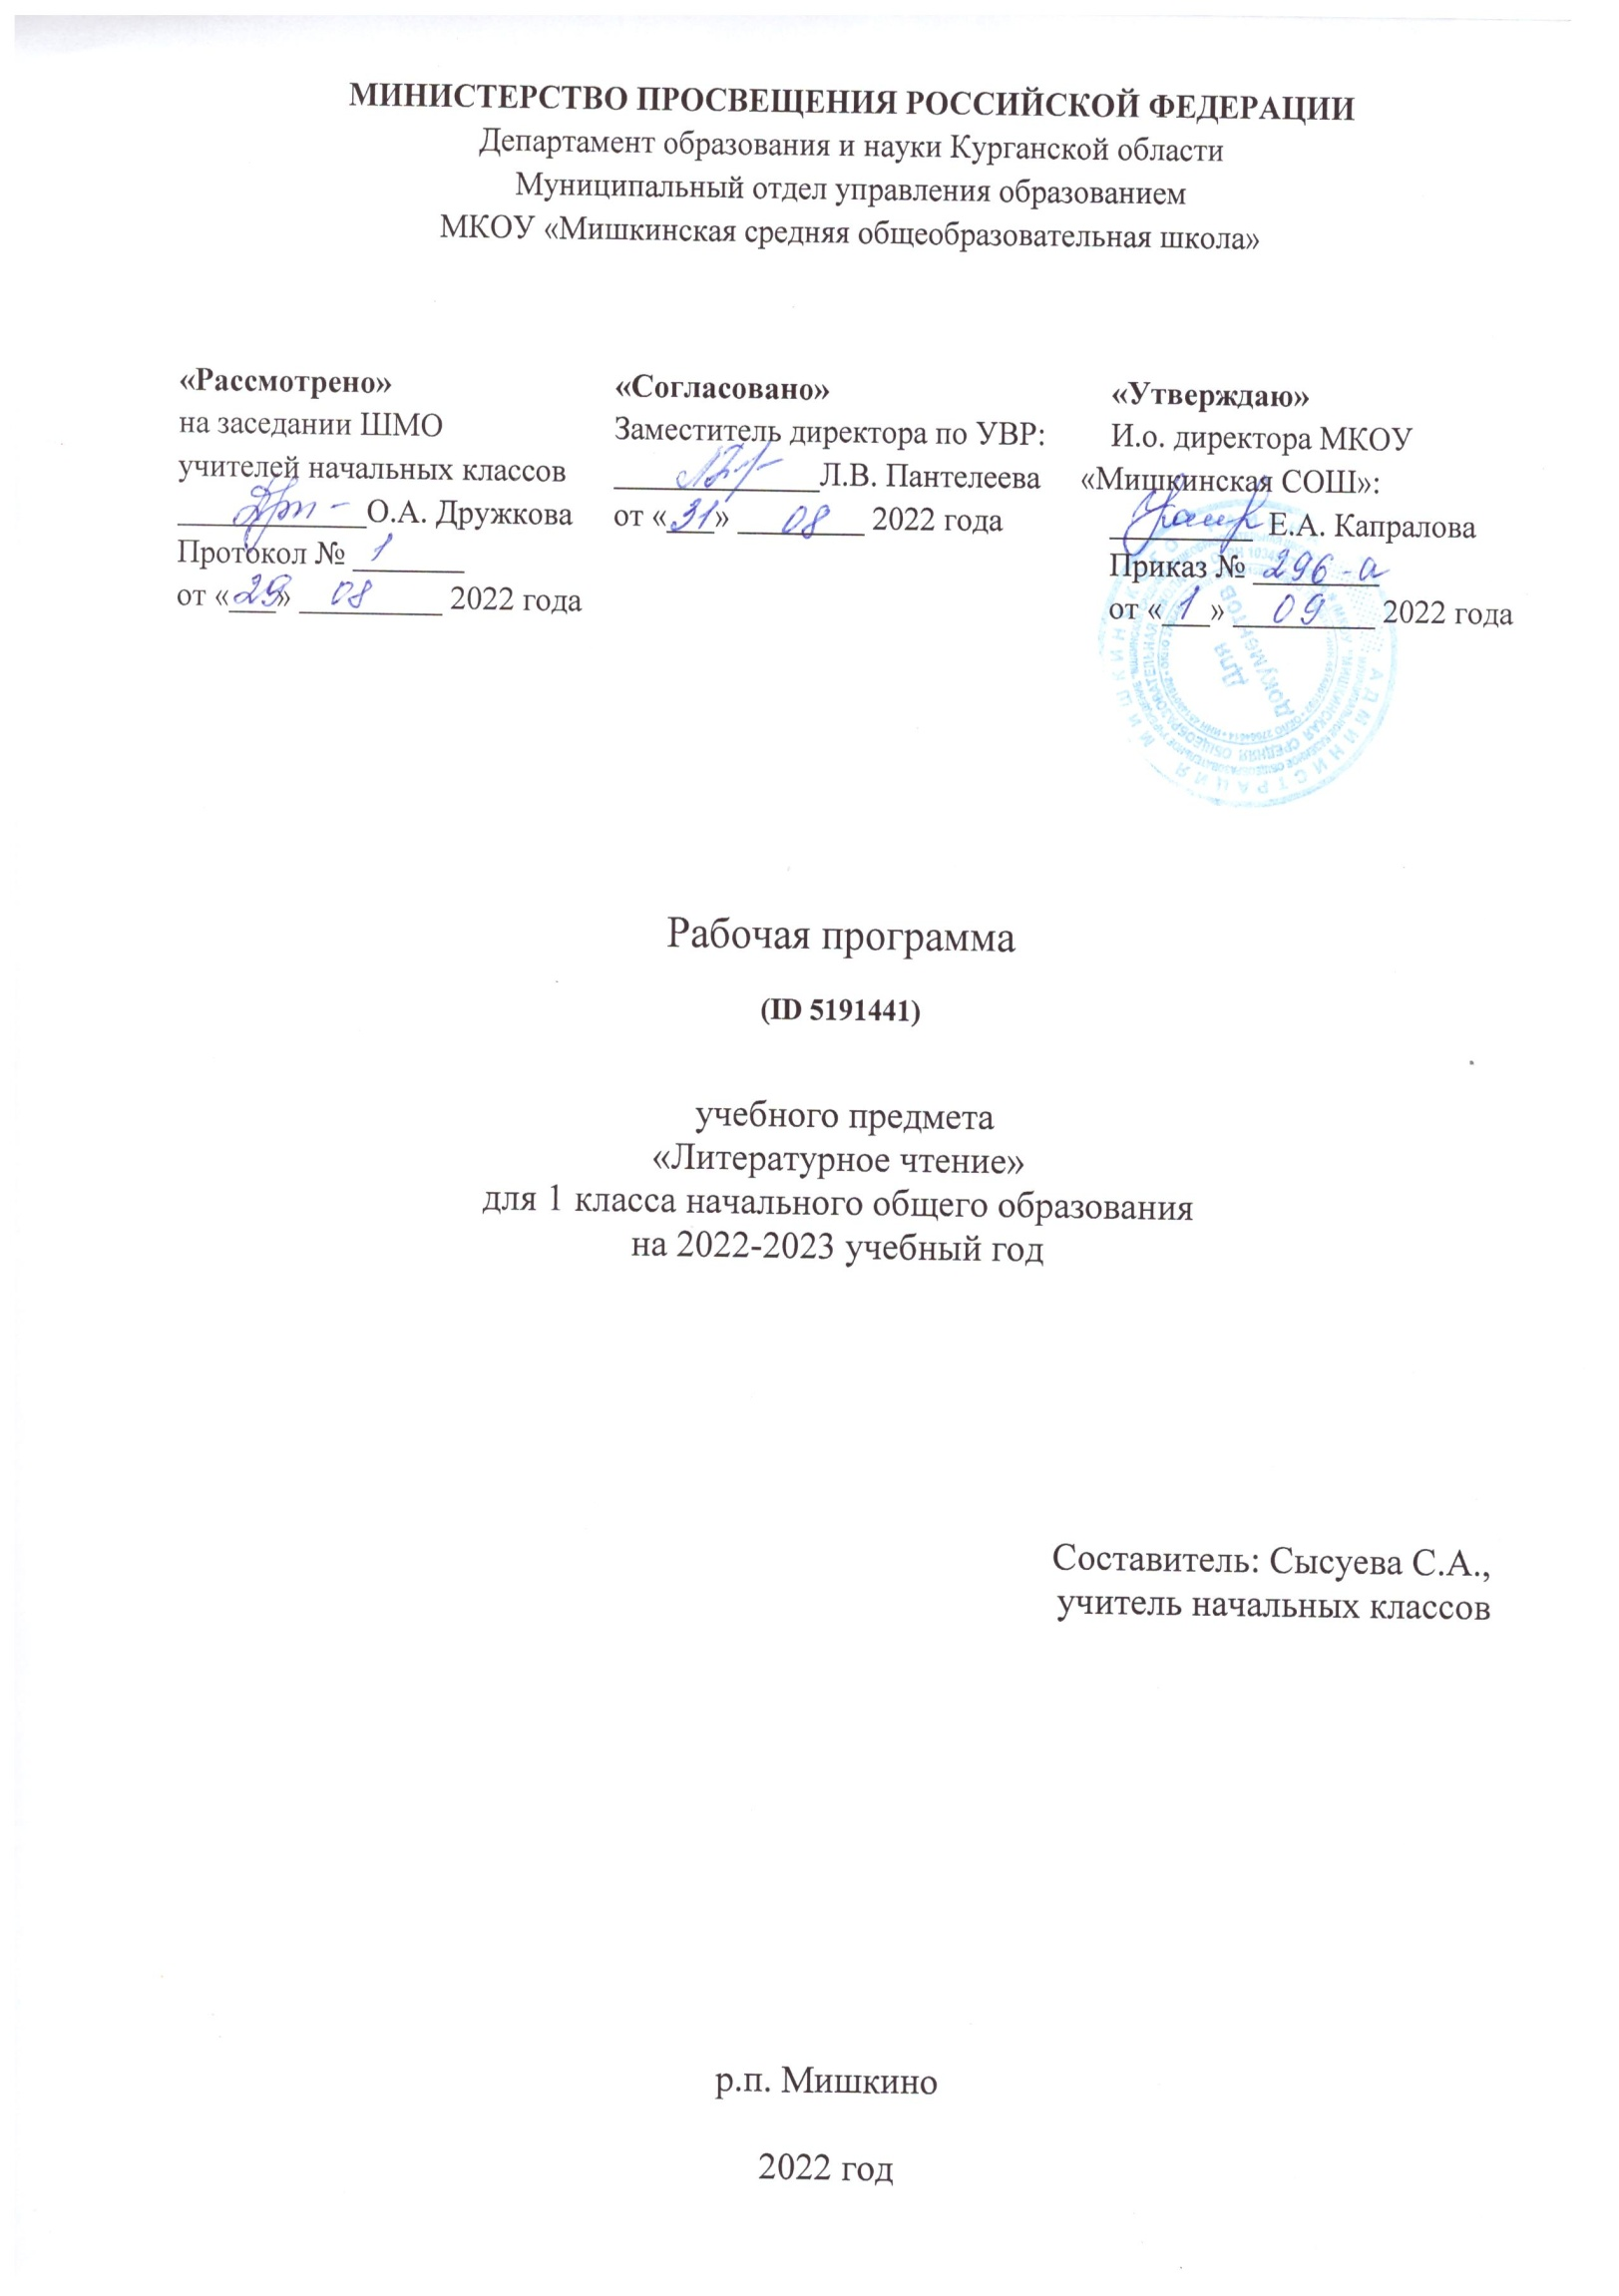 МИНИСТЕРСТВО ПРОСВЕЩЕНИЯ РОССИЙСКОЙ ФЕДЕРАЦИИ
Департамент образования и науки Курганской области
Муниципальный отдел управления образованием
МКОУ «Мишкинская средняя общеобразовательная школа»
«Рассмотрено»
на заседании ШМО
учителей начальных классов
О.А. Дружкова
Протокол № 1
от «29» 08 2022 года
«Согласовано»
Заместитель директора по УВР:
Л.В. Пантелеева
от «31» 08 2022 года
«Утверждаю»
И.о. директора МКОУ
«Мишкинская СОШ»:
Е.А. Капралова
Приказ № 296-а
от «1» 09 2022 года
Для
документов
АДМИНИСТРАЦИЯ
Рабочая программа
(ID 5191441)
учебного предмета
«Литературное чтение»
для 1 класса начального общего образования
на 2022-2023 учебный год
Составитель: Сысуева С.А.,
учитель начальных классов
р.п. Мишкино
2022 год